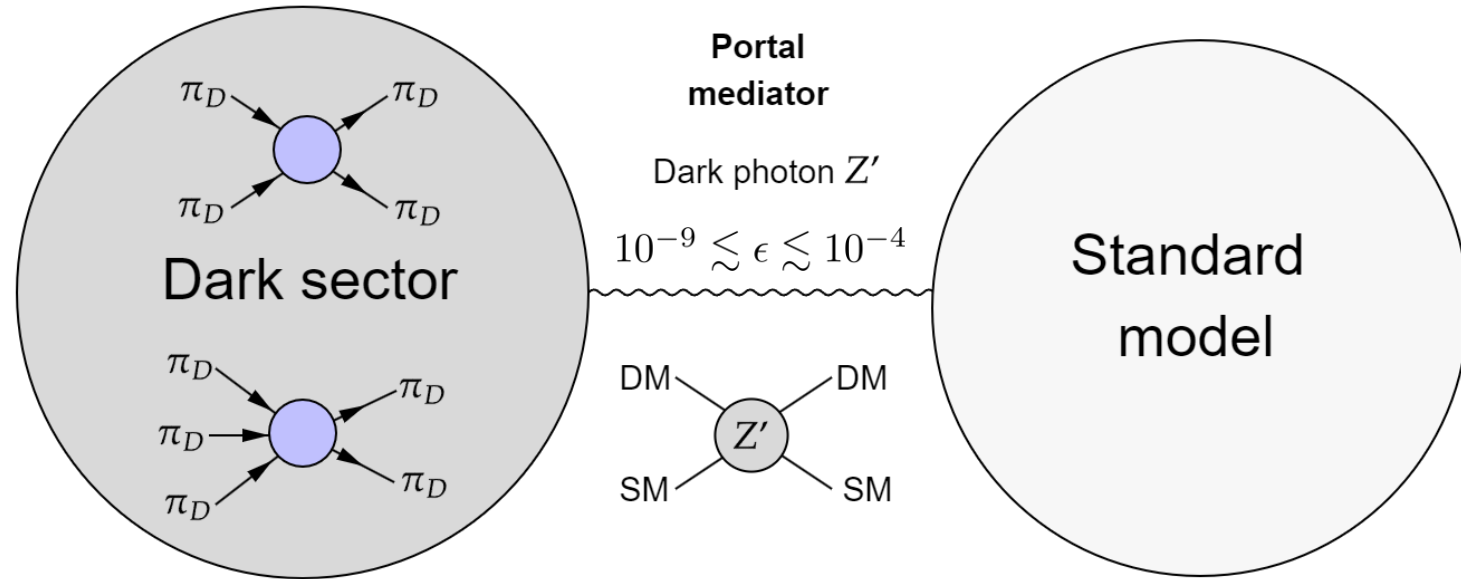 π_D π_D
π_D π_D
Dark sector
π_D π_D
π_D
π_D π_D
Portal
mediator
Dark photon Z′
10⁻⁹ ≲ ϵ ≲ 10⁻⁴
DM DM
Z′
SM SM
Standard
model